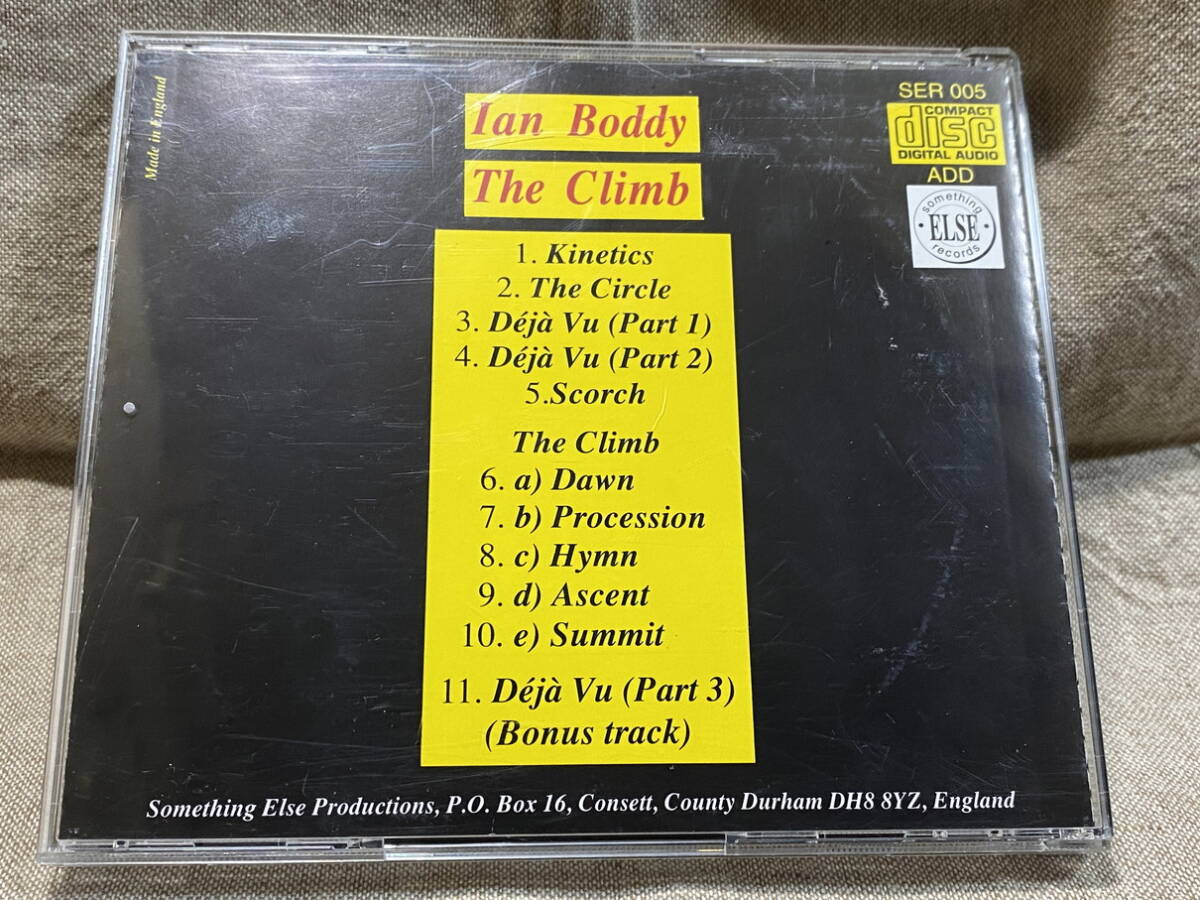 Made in England
Ian Boddy
The Climb
SER 005
COMPACT
disc
DIGITAL AUDIO
ADD
something
ELSE
records
1. Kinetics
2. The Circle
3. Déjà Vu (Part 1)
4. Déjà Vu (Part 2)
5.Scorch
The Climb
6. a) Dawn
7. b) Procession
8. c) Hymn
9. d) Ascent
10. e) Summit
11. Déjà Vu (Part 3)
(Bonus track)
Something Else Productions, P.O. Box 16, Consett, County Durham DH8 8YZ, England